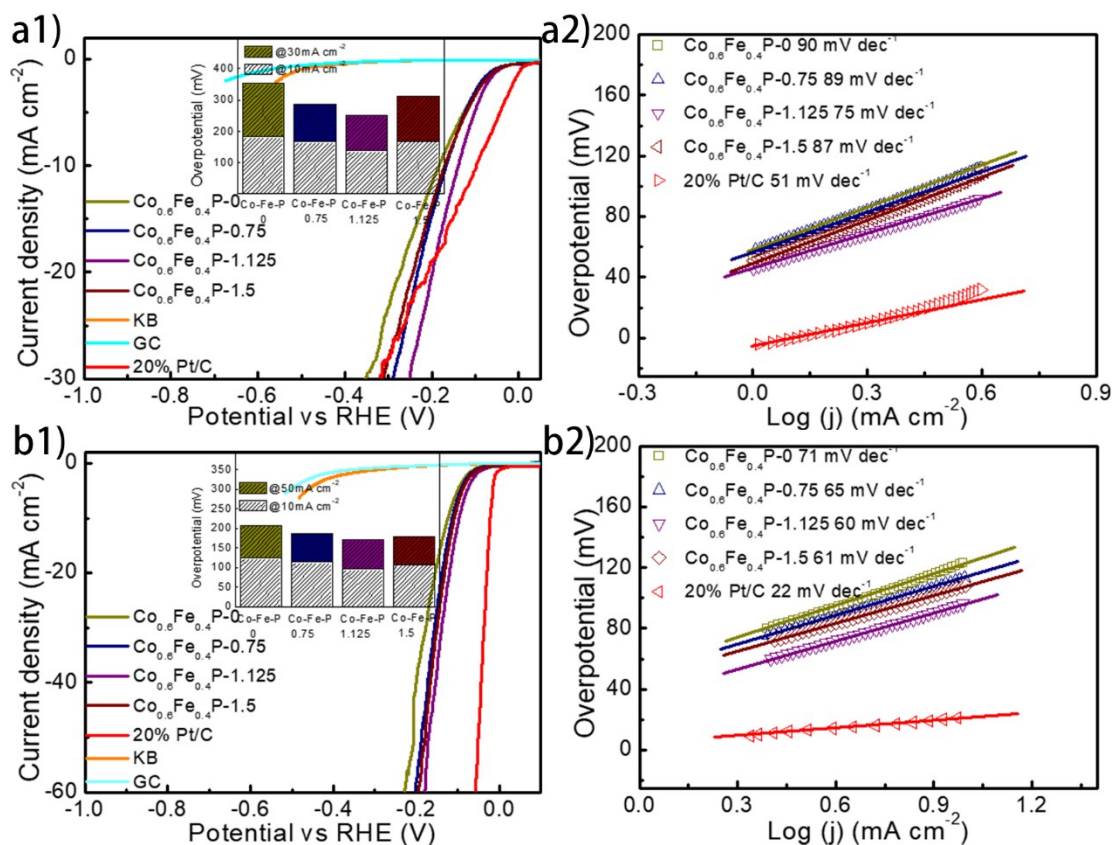 a1)
0
-10
-20
-30
Current density (mA cm-2)
-1.0 -0.8 -0.6 -0.4 -0.2 0.0
Potential vs RHE (V)
Co0.6Fe0.4P-0
Co0.6Fe0.4P-0.75
Co0.6Fe0.4P-1.125
Co0.6Fe0.4P-1.5
KB
GC
20% Pt/C
@30mA cm-2
@10mA cm-2
Overpotential (mV)
400
300
200
100
Co-Fe-P Co-Fe-P Co-Fe-P Co-Fe-P
0 0.75 1.125 1.5
a2)
Co0.6Fe0.4P-0 90 mV dec-1
Co0.6Fe0.4P-0.75 89 mV dec-1
Co0.6Fe0.4P-1.125 75 mV dec-1
Co0.6Fe0.4P-1.5 87 mV dec-1
20% Pt/C 51 mV dec-1
200
160
120
80
40
0
Overpotential (mV)
-0.3 0.0 0.3 0.6 0.9
Log (j) (mA cm-2)
b1)
0
-20
-40
-60
Current density (mA cm-2)
-1.0 -0.8 -0.6 -0.4 -0.2 0.0
Potential vs RHE (V)
Co0.6Fe0.4P-0
Co0.6Fe0.4P-0.75
Co0.6Fe0.4P-1.125
Co0.6Fe0.4P-1.5
20% Pt/C
KB
GC
@50mA cm-2
@10mA cm-2
Overpotential (mV)
350
300
250
200
150
100
50
0
Co-Fe-P Co-Fe-P Co-Fe-P Co-Fe-P
0 0.75 1.125 1.5
b2)
Co0.6Fe0.4P-0 71 mV dec-1
Co0.6Fe0.4P-0.75 65 mV dec-1
Co0.6Fe0.4P-1.125 60 mV dec-1
Co0.6Fe0.4P-1.5 61 mV dec-1
20% Pt/C 22 mV dec-1
200
160
120
80
40
0
Overpotential (mV)
0.0 0.3 0.6 0.9 1.2
Log (j) (mA cm-2)